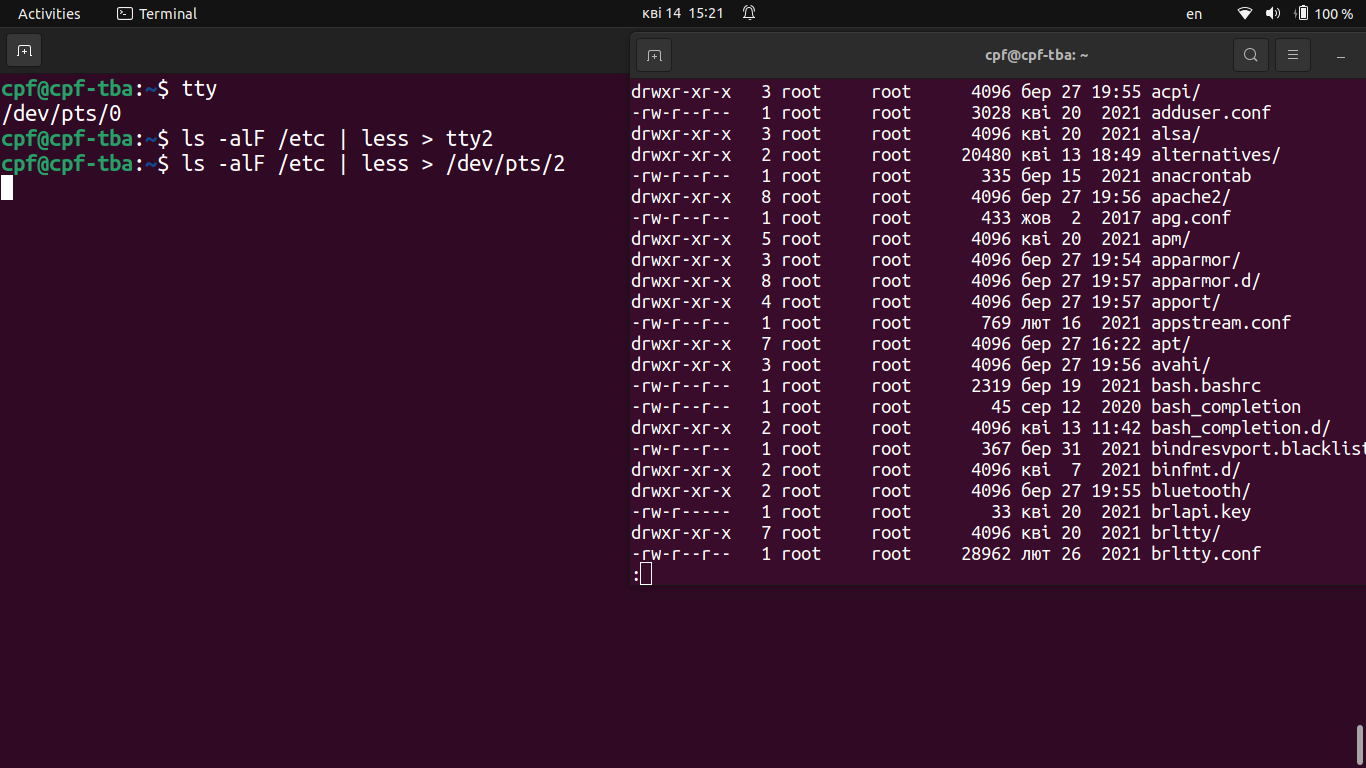 Activities Terminal кві 14 15:21 en 100 %
cpf@cpf-tba:~$ tty
/dev/pts/0
cpf@cpf-tba:~$ ls -alF /etc | less > tty2
cpf@cpf-tba:~$ ls -alF /etc | less > /dev/pts/2
cpf@cpf-tba: ~
drwxr-xr-x   3 root     root      4096 бер 27 19:55 acpi/
-rw-r--r--   1 root     root      3028 кві 20  2021 adduser.conf
drwxr-xr-x   3 root     root      4096 кві 20  2021 alsa/
drwxr-xr-x   2 root     root     20480 кві 13 18:49 alternatives/
-rw-r--r--   1 root     root       335 бер 15  2021 anacrontab
drwxr-xr-x   8 root     root      4096 бер 27 19:56 apache2/
-rw-r--r--   1 root     root       433 жов  2  2017 apg.conf
drwxr-xr-x   5 root     root      4096 кві 20  2021 apm/
drwxr-xr-x   3 root     root      4096 бер 27 19:54 apparmor/
drwxr-xr-x   8 root     root      4096 бер 27 19:57 apparmor.d/
drwxr-xr-x   4 root     root      4096 бер 27 19:57 apport/
-rw-r--r--   1 root     root       769 лют 16  2021 appstream.conf
drwxr-xr-x   7 root     root      4096 бер 27 16:22 apt/
drwxr-xr-x   3 root     root      4096 бер 27 19:56 avahi/
-rw-r--r--   1 root     root      2319 бер 19  2021 bash.bashrc
-rw-r--r--   1 root     root        45 сер 12  2020 bash_completion
drwxr-xr-x   2 root     root      4096 кві 13 11:42 bash_completion.d/
-rw-r--r--   1 root     root       367 бер 31  2021 bindresvport.blacklist
drwxr-xr-x   2 root     root      4096 кві  7  2021 binfmt.d/
drwxr-xr-x   2 root     root      4096 бер 27 19:55 bluetooth/
-rw-r-----   1 root     root        33 кві 20  2021 brlapi.key
drwxr-xr-x   7 root     root      4096 кві 20  2021 brltty/
-rw-r--r--   1 root     root     28962 лют 26  2021 brltty.conf
: